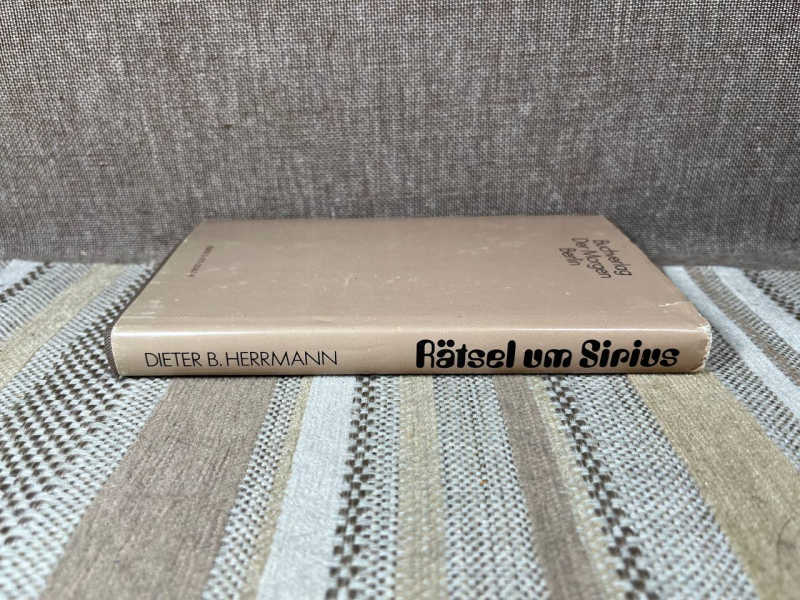 Buchverlag
Der Morgen
Berlin
DIETER B. HERRMANN
Rätsel um Sirius